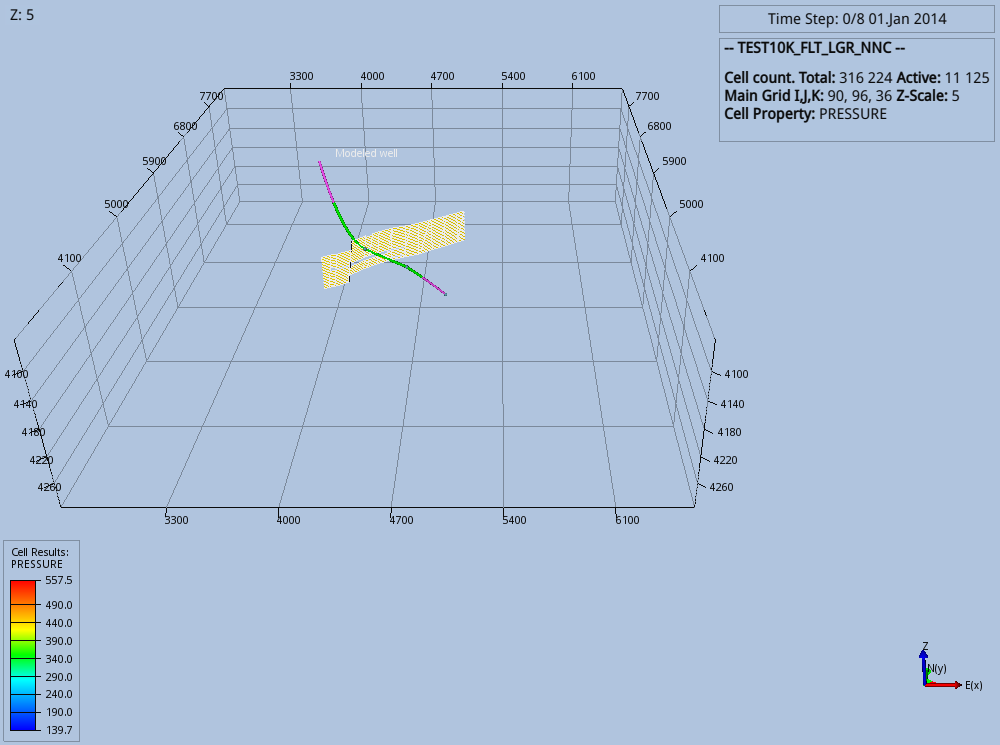 Z: 5
Time Step: 0/8 01.Jan 2014
-- TEST10K_FLT_LGR_NNC --
Cell count. Total: 316 224 Active: 11 125
Main Grid I,J,K: 90, 96, 36 Z-Scale: 5
Cell Property: PRESSURE
3300 4000 4700 5400 6100
7700 7700
6800 6800
5900 5900
5000 5000
4100 4100
Modeled well
4100 4100
4140 4140
4180 4180
4220 4220
4260 4260
3300 4000 4700 5400 6100
Cell Results:
PRESSURE
557.5
490.0
440.0
390.0
340.0
290.0
240.0
190.0
139.7
Z
N(y)
E(x)